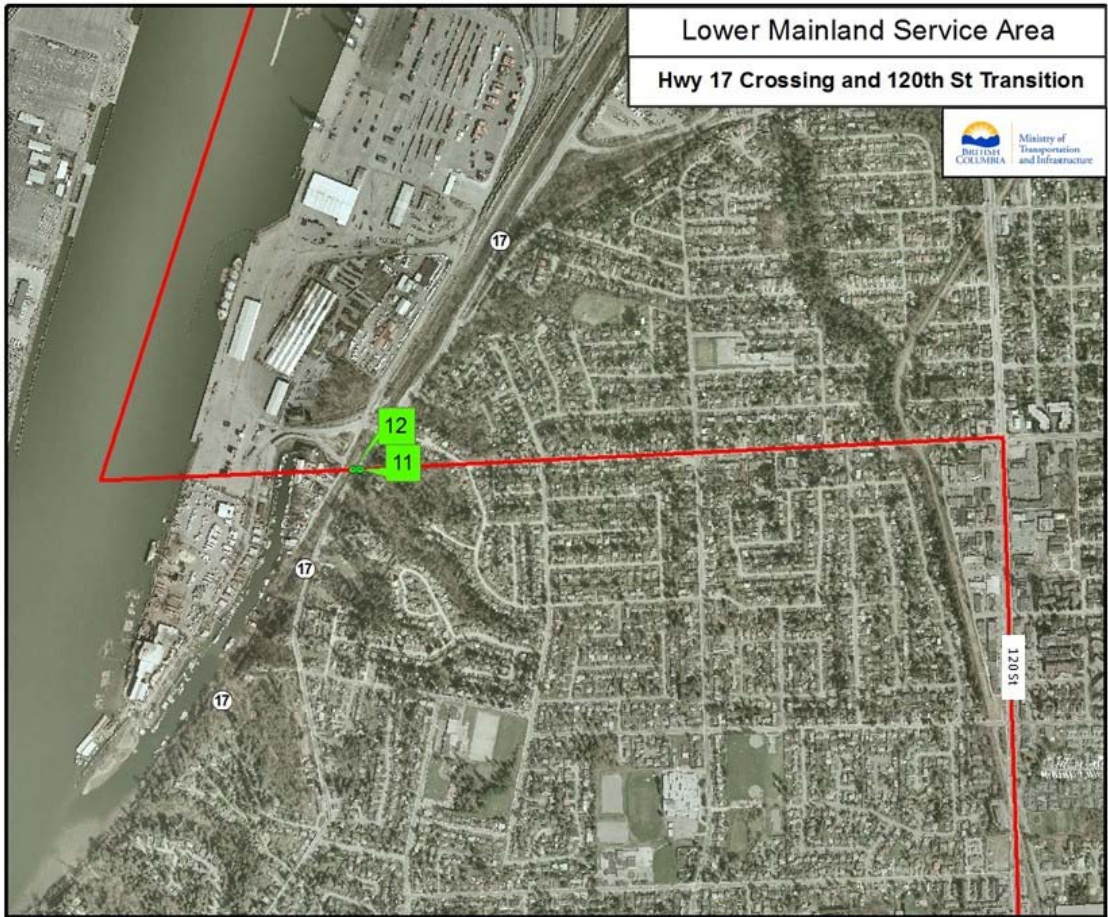 Lower Mainland Service Area
Hwy 17 Crossing and 120th St Transition
BRITISH
COLUMBIA
Ministry of
Transportation
and Infrastructure
17
12
11
17
120 St
17